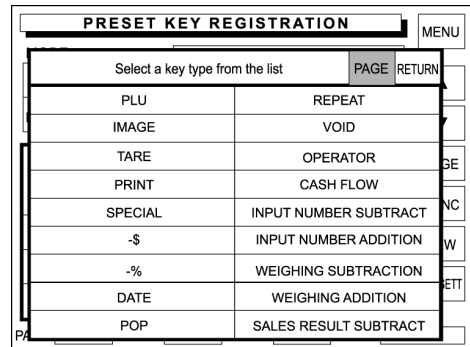 PRESET KEY REGISTRATION
MENU
Select a key type from the list PAGE RETURN
PLU REPEAT
IMAGE VOID
TARE OPERATOR
PRINT CASH FLOW
SPECIAL INPUT NUMBER SUBTRACT
-$ INPUT NUMBER ADDITION
-% WEIGHING SUBTRACTION
DATE WEIGHING ADDITION
POP SALES RESULT SUBTRACT